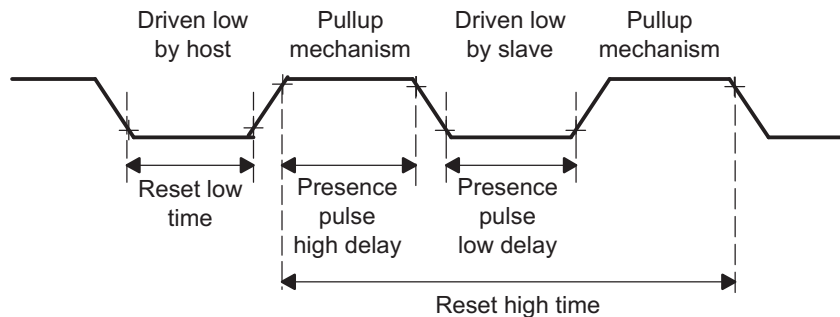 Driven low
by host
Pullup
mechanism
Driven low
by slave
Pullup
mechanism
Reset low
time
Presence
pulse
high delay
Presence
pulse
low delay
Reset high time